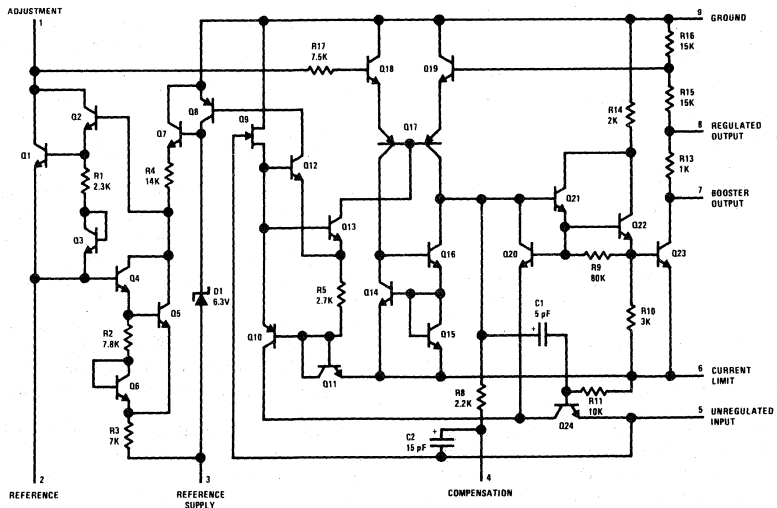 ADJUSTMENT
1
9 GROUND
R17
7.5K
Q18
Q19
R16
15K
Q2
Q7
Q8
Q9
R15
15K
Q17
R14
2K
8 REGULATED
OUTPUT
Q1
Q12
R4
14K
R13
1K
R1
2.3K
Q21
7 BOOSTER
OUTPUT
Q13
Q22
Q3
Q16
Q20
Q23
Q4
R9
80K
D1
6.3V
R5
2.7K
Q14
Q5
C1
5 pF
R10
3K
R2
7.8K
Q10
Q15
+
6 CURRENT
LIMIT
Q6
Q11
R8
2.2K
R11
10K
5 UNREGULATED
INPUT
R3
7K
Q24
C2
15 pF
+
2
3
4
REFERENCE
REFERENCE
SUPPLY
COMPENSATION